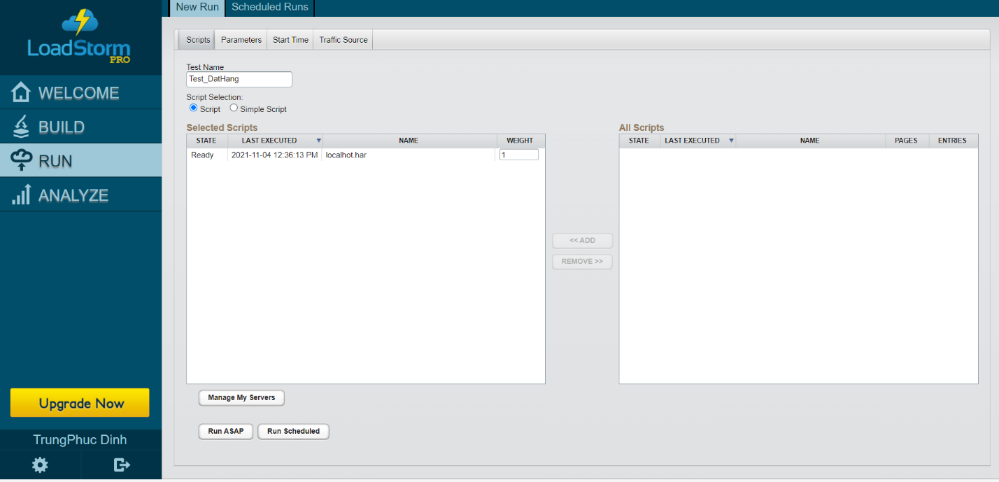 New Run Scheduled Runs
LoadStorm
PRO
WELCOME
BUILD
RUN
ANALYZE
Upgrade Now
TrungPhuc Dinh
Scripts Parameters Start Time Traffic Source
Test Name
Test_DatHang
Script Selection:
Script Simple Script
Selected Scripts
STATE LAST EXECUTED NAME WEIGHT
Ready 2021-11-04 12:36:13 PM localhot.har 1
<< ADD
REMOVE >>
All Scripts
STATE LAST EXECUTED NAME PAGES ENTRIES
Manage My Servers
Run ASAP Run Scheduled